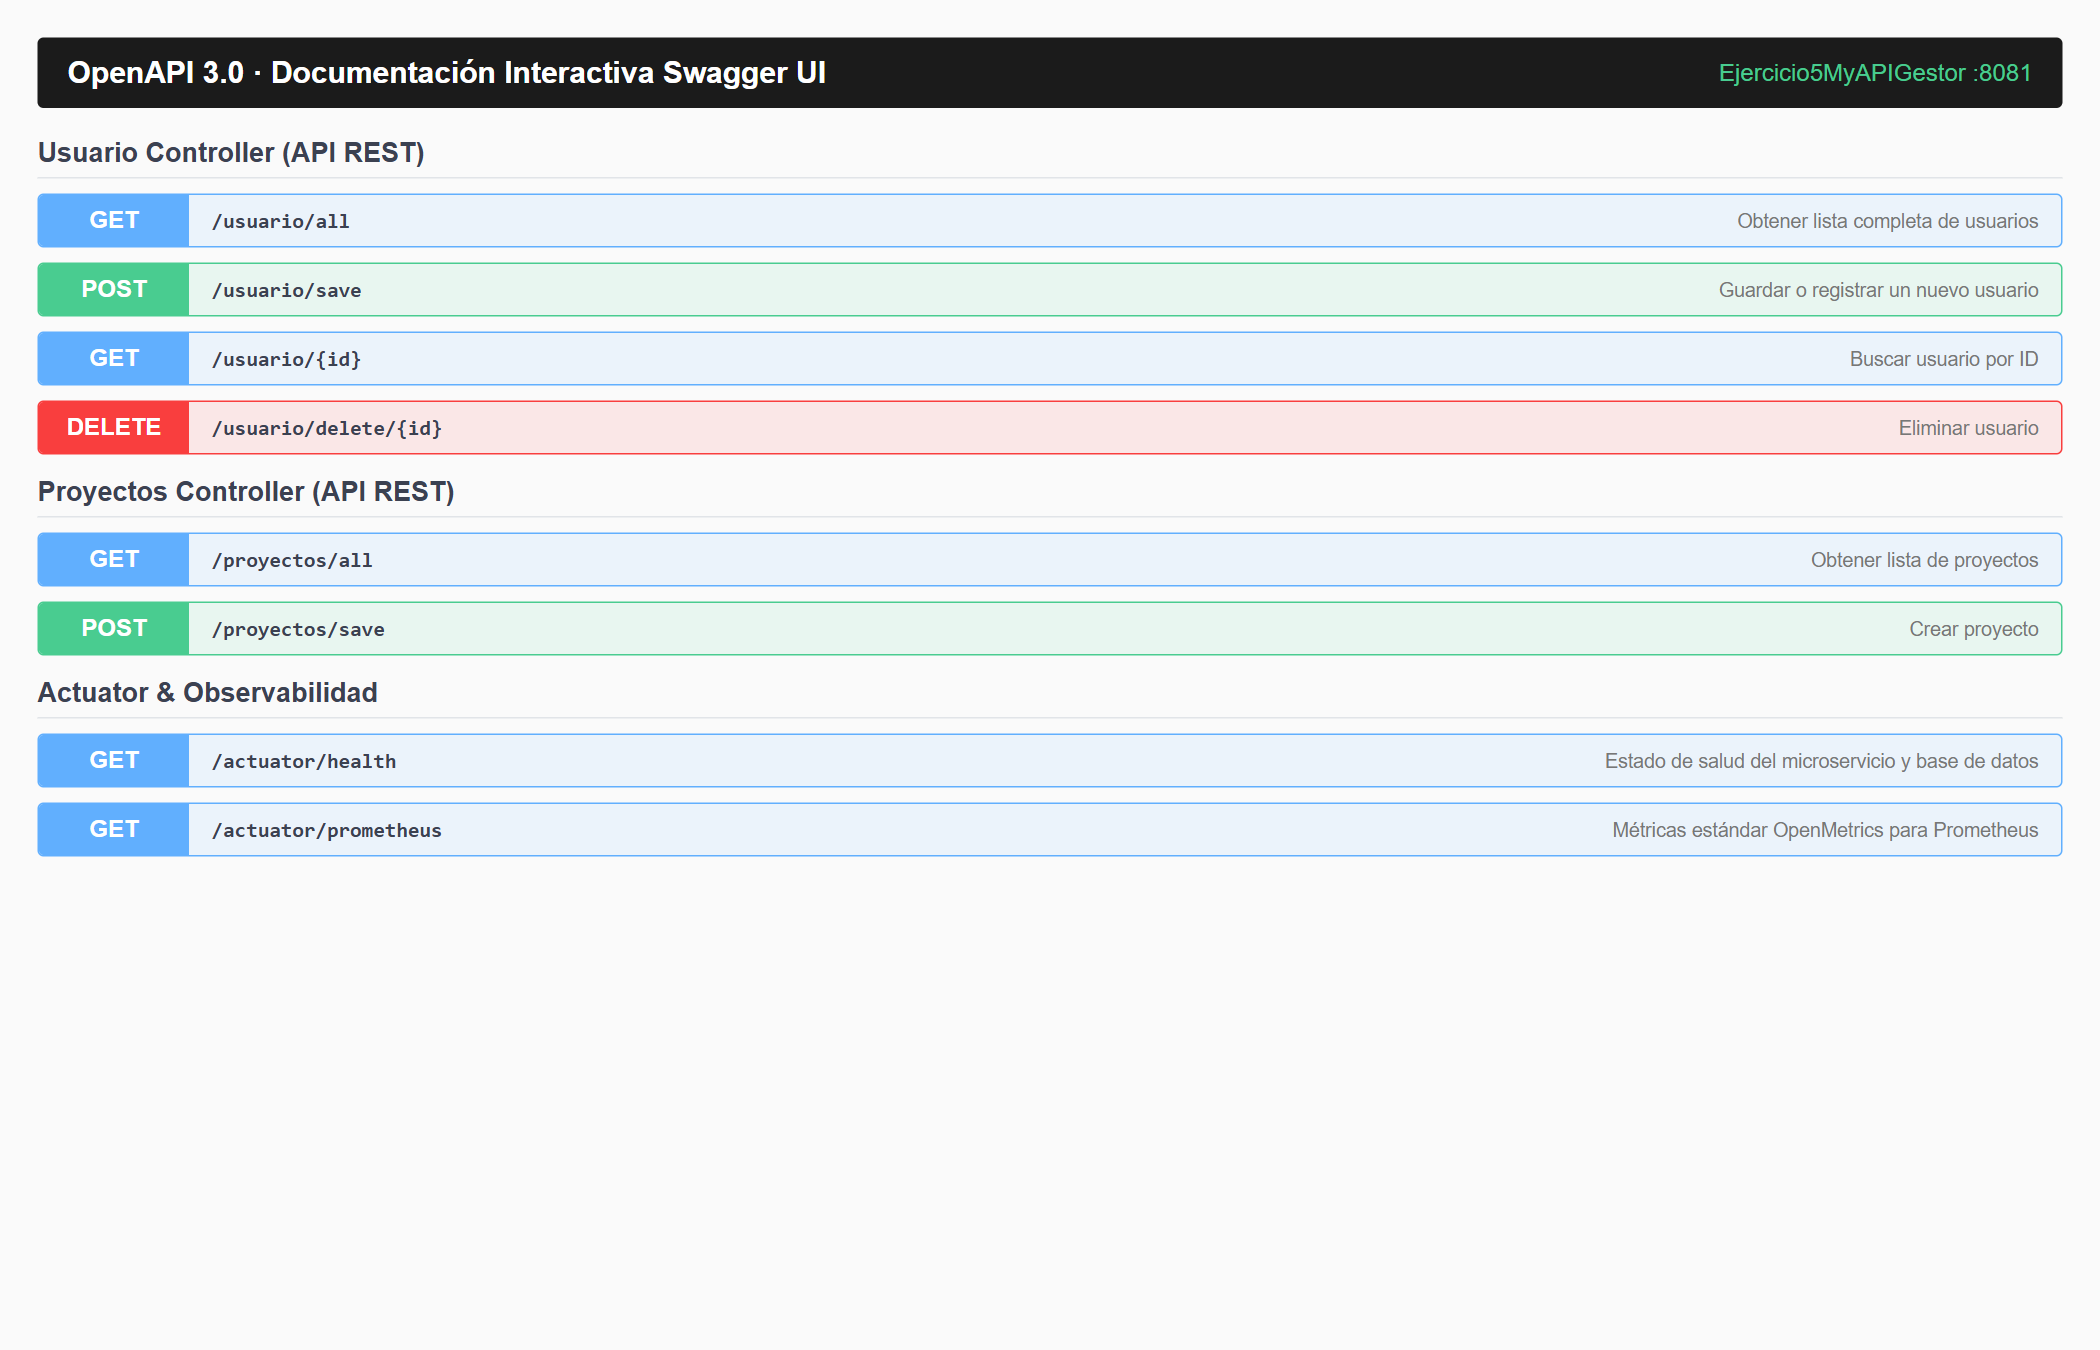 OpenAPI 3.0 · Documentación Interactiva Swagger UI
Ejercicio5MyAPIGestor :8081
Usuario Controller (API REST)
GET /usuario/all Obtener lista completa de usuarios
POST /usuario/save Guardar o registrar un nuevo usuario
GET /usuario/{id} Buscar usuario por ID
DELETE /usuario/delete/{id} Eliminar usuario
Proyectos Controller (API REST)
GET /proyectos/all Obtener lista de proyectos
POST /proyectos/save Crear proyecto
Actuator & Observabilidad
GET /actuator/health Estado de salud del microservicio y base de datos
GET /actuator/prometheus Métricas estándar OpenMetrics para Prometheus